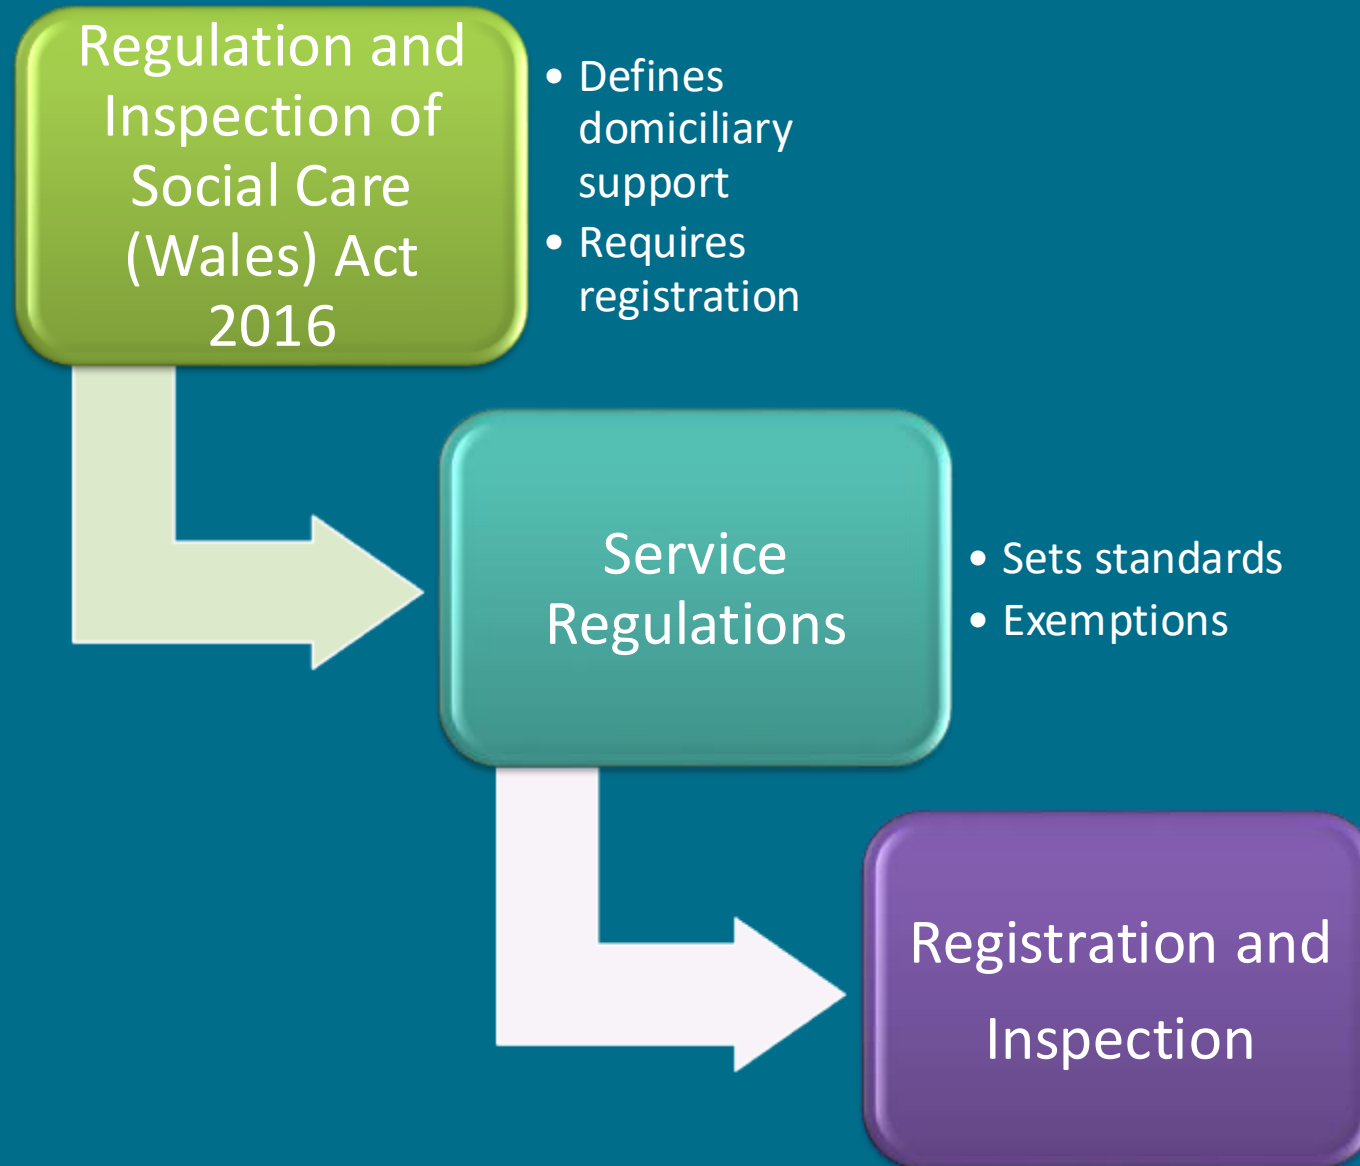 Regulation and
Inspection of
Social Care
(Wales) Act
2016
• Defines
domiciliary
support
• Requires
registration
Service
Regulations
• Sets standards
• Exemptions
Registration and
Inspection